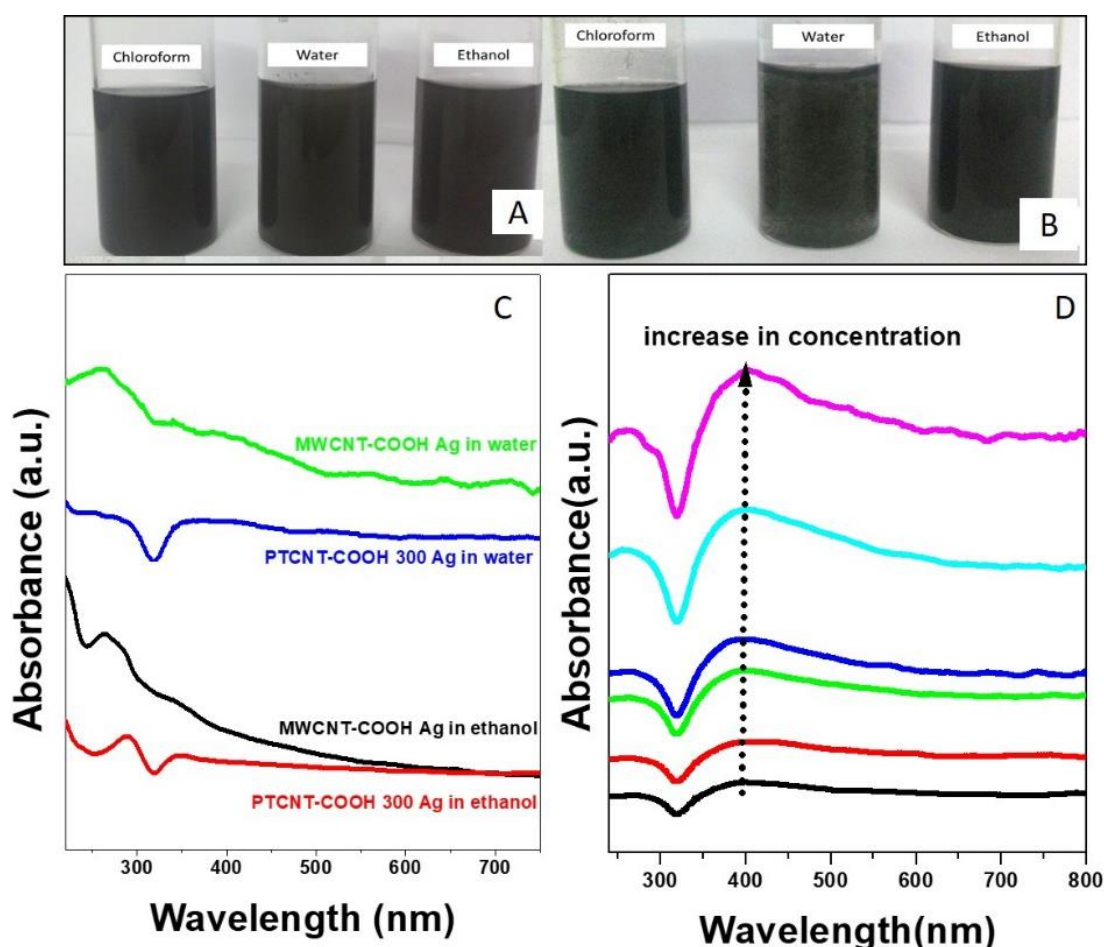 Chloroform
Water
Ethanol
Chloroform
Water
Ethanol
A
B
C
MWCNT-COOH Ag in water
PTCNT-COOH 300 Ag in water
MWCNT-COOH Ag in ethanol
PTCNT-COOH 300 Ag in ethanol
300 400 500 600 700
Wavelength (nm)
Absorbance (a.u.)
D
increase in concentration
Absorbance(a.u.)
300 400 500 600 700 800
Wavelength(nm)